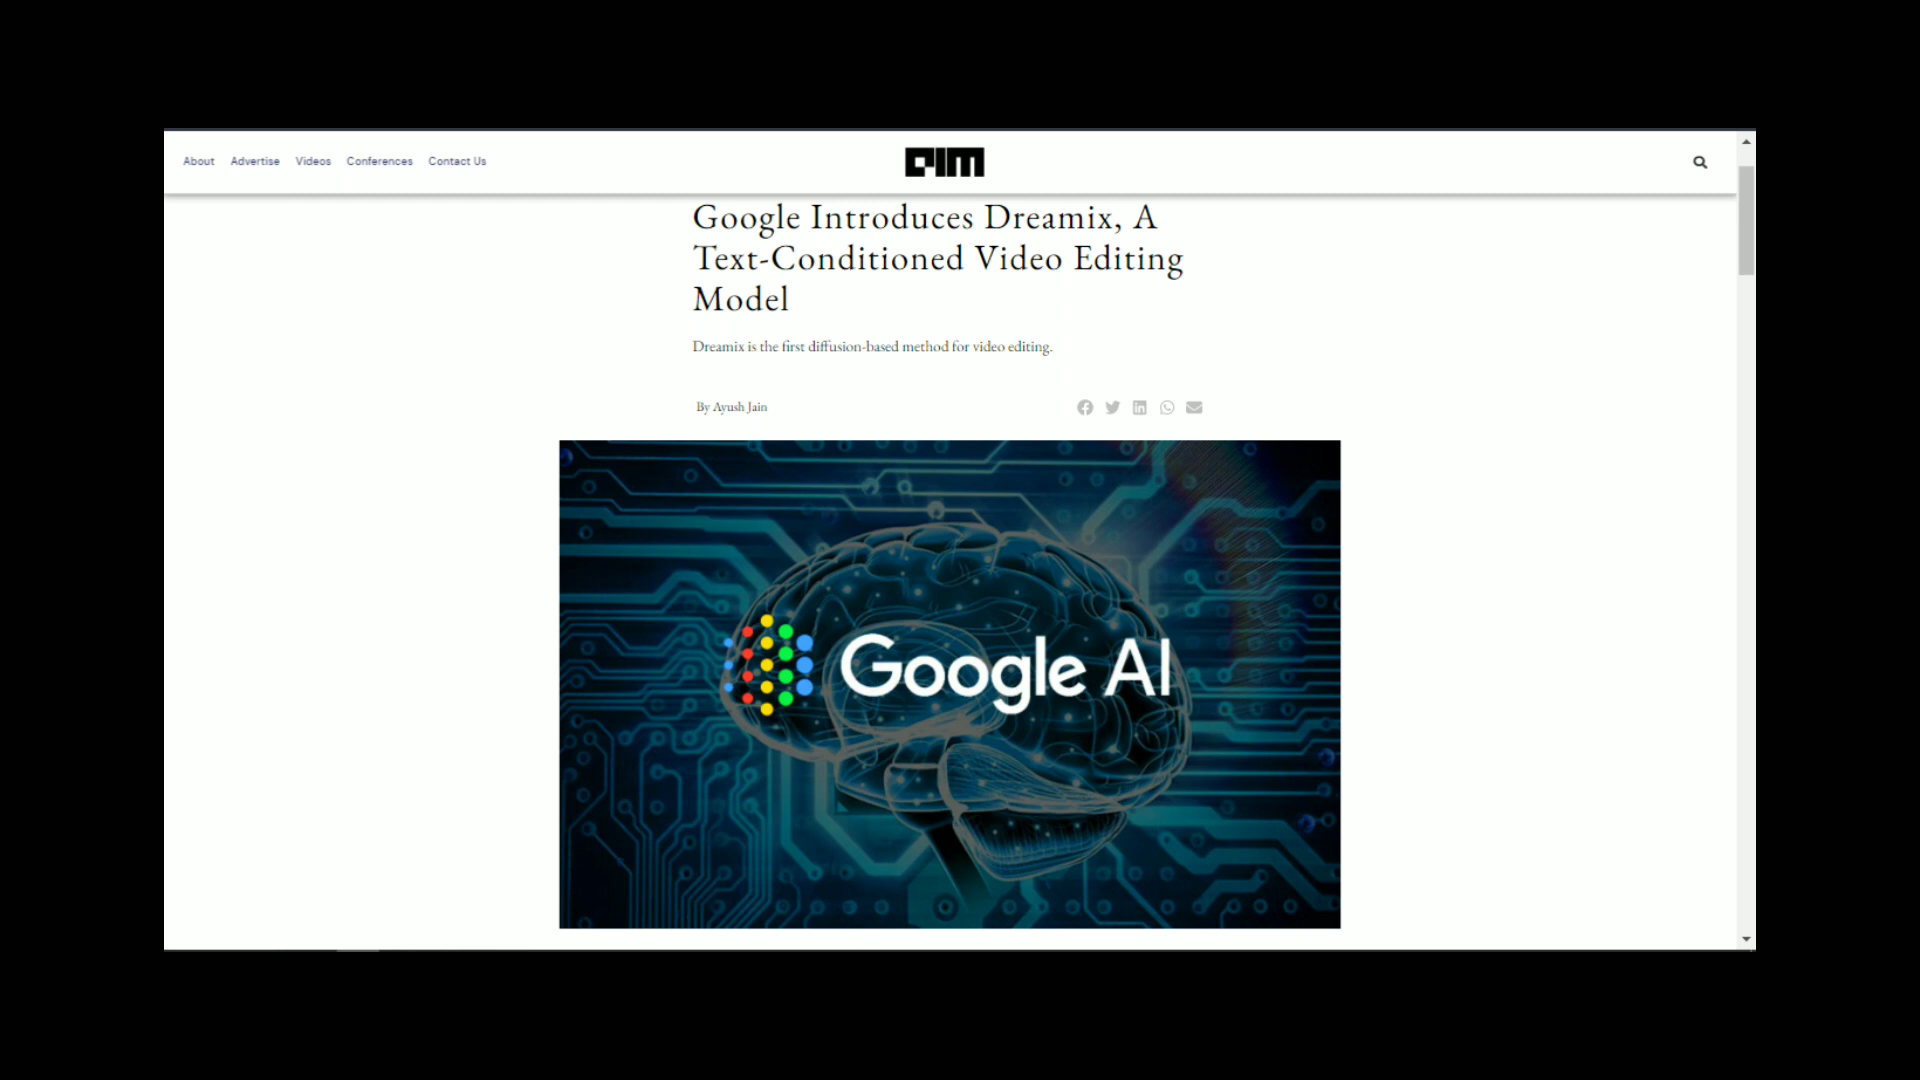 About Advertise Videos Conferences Contact Us
AIM
Google Introduces Dreamix, A
Text-Conditioned Video Editing
Model
Dreamix is the first diffusion-based method for video editing.
By Ayush Jain
Google AI